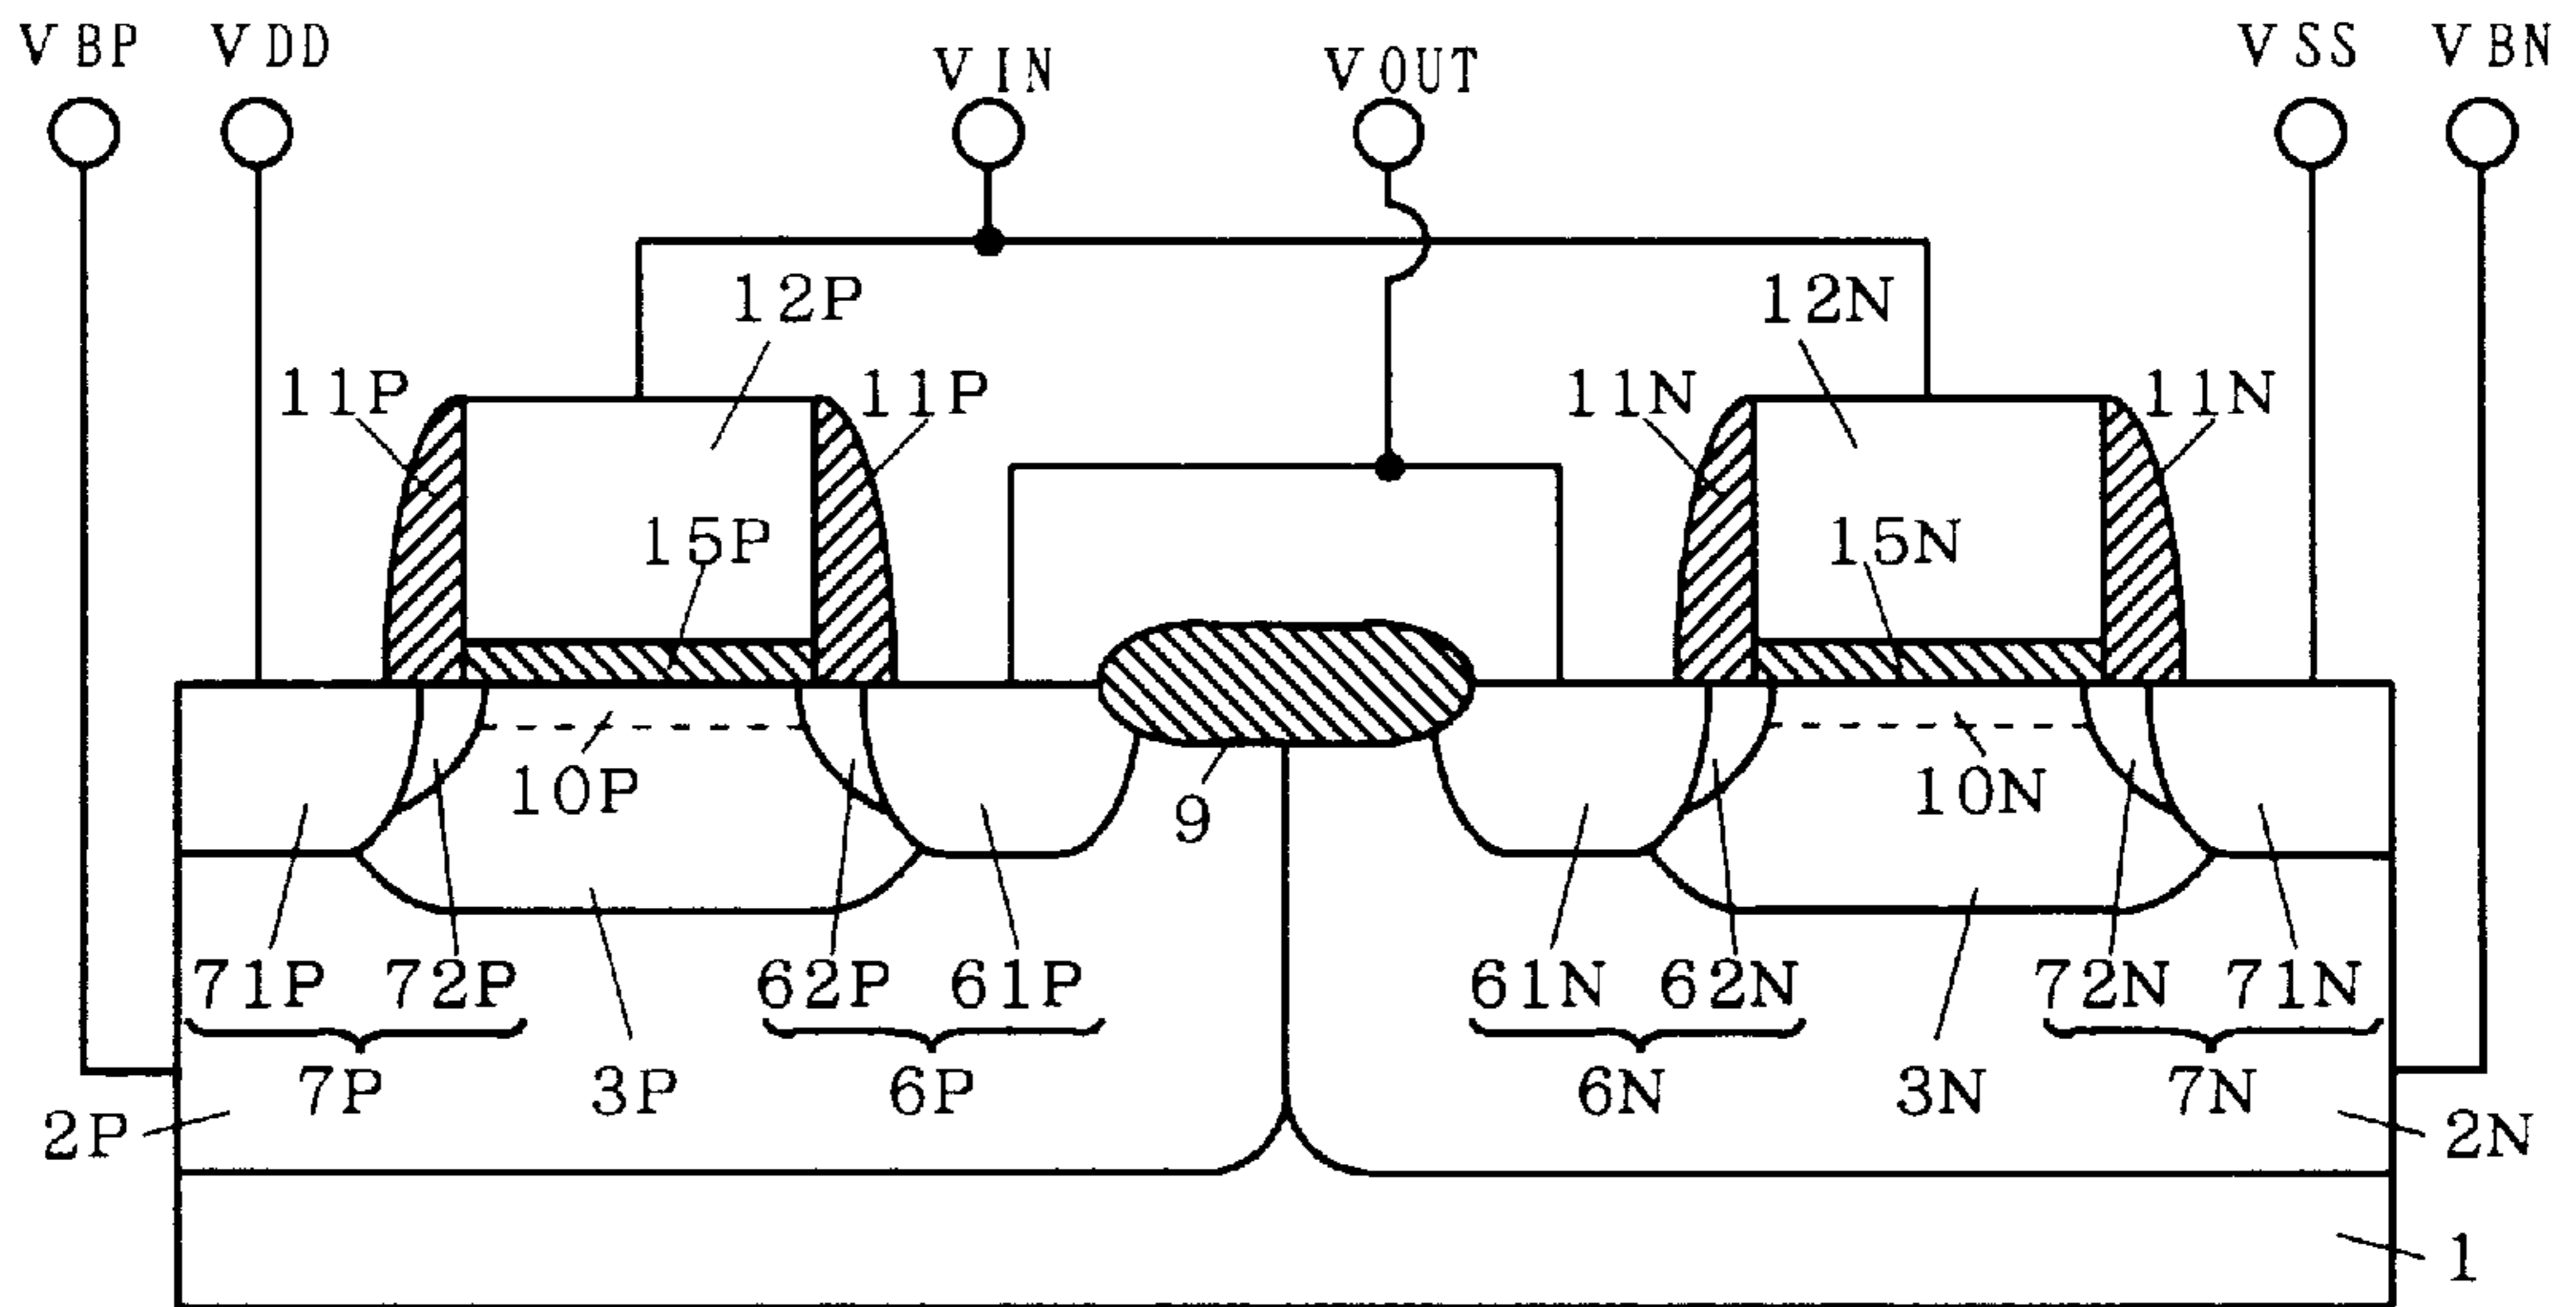 VBP VDD VIN VOUT VSS VBN
12P 12N
11P 11P 11N 11N
15P 15N
10P 9 10N
71P 72P 62P 61P 61N 62N 72N 71N
7P 3P 6P 6N 3N 7N
2P 2N
1